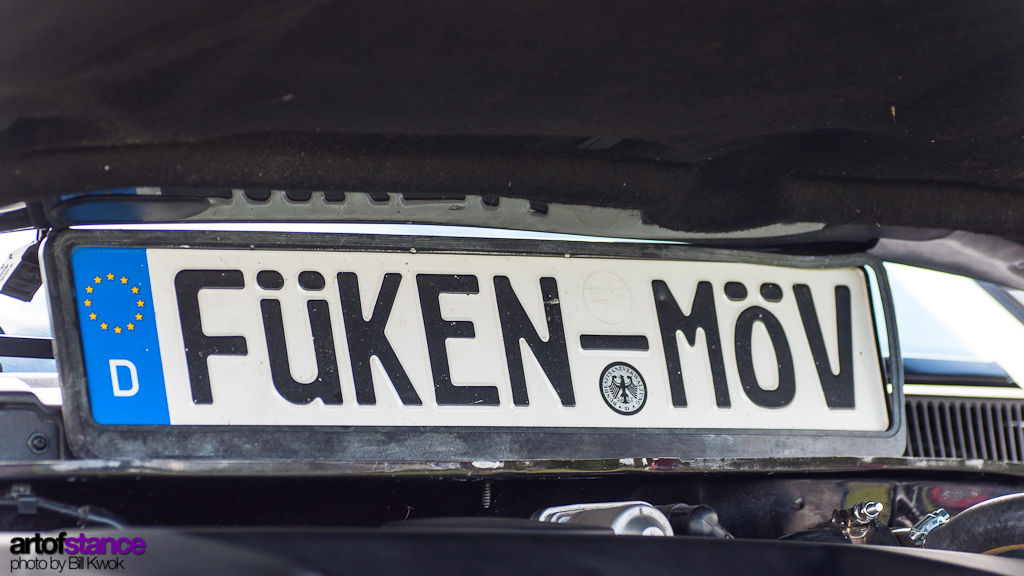 D FÜKEN-MÖV
artofstance
photo by Bill Kwok